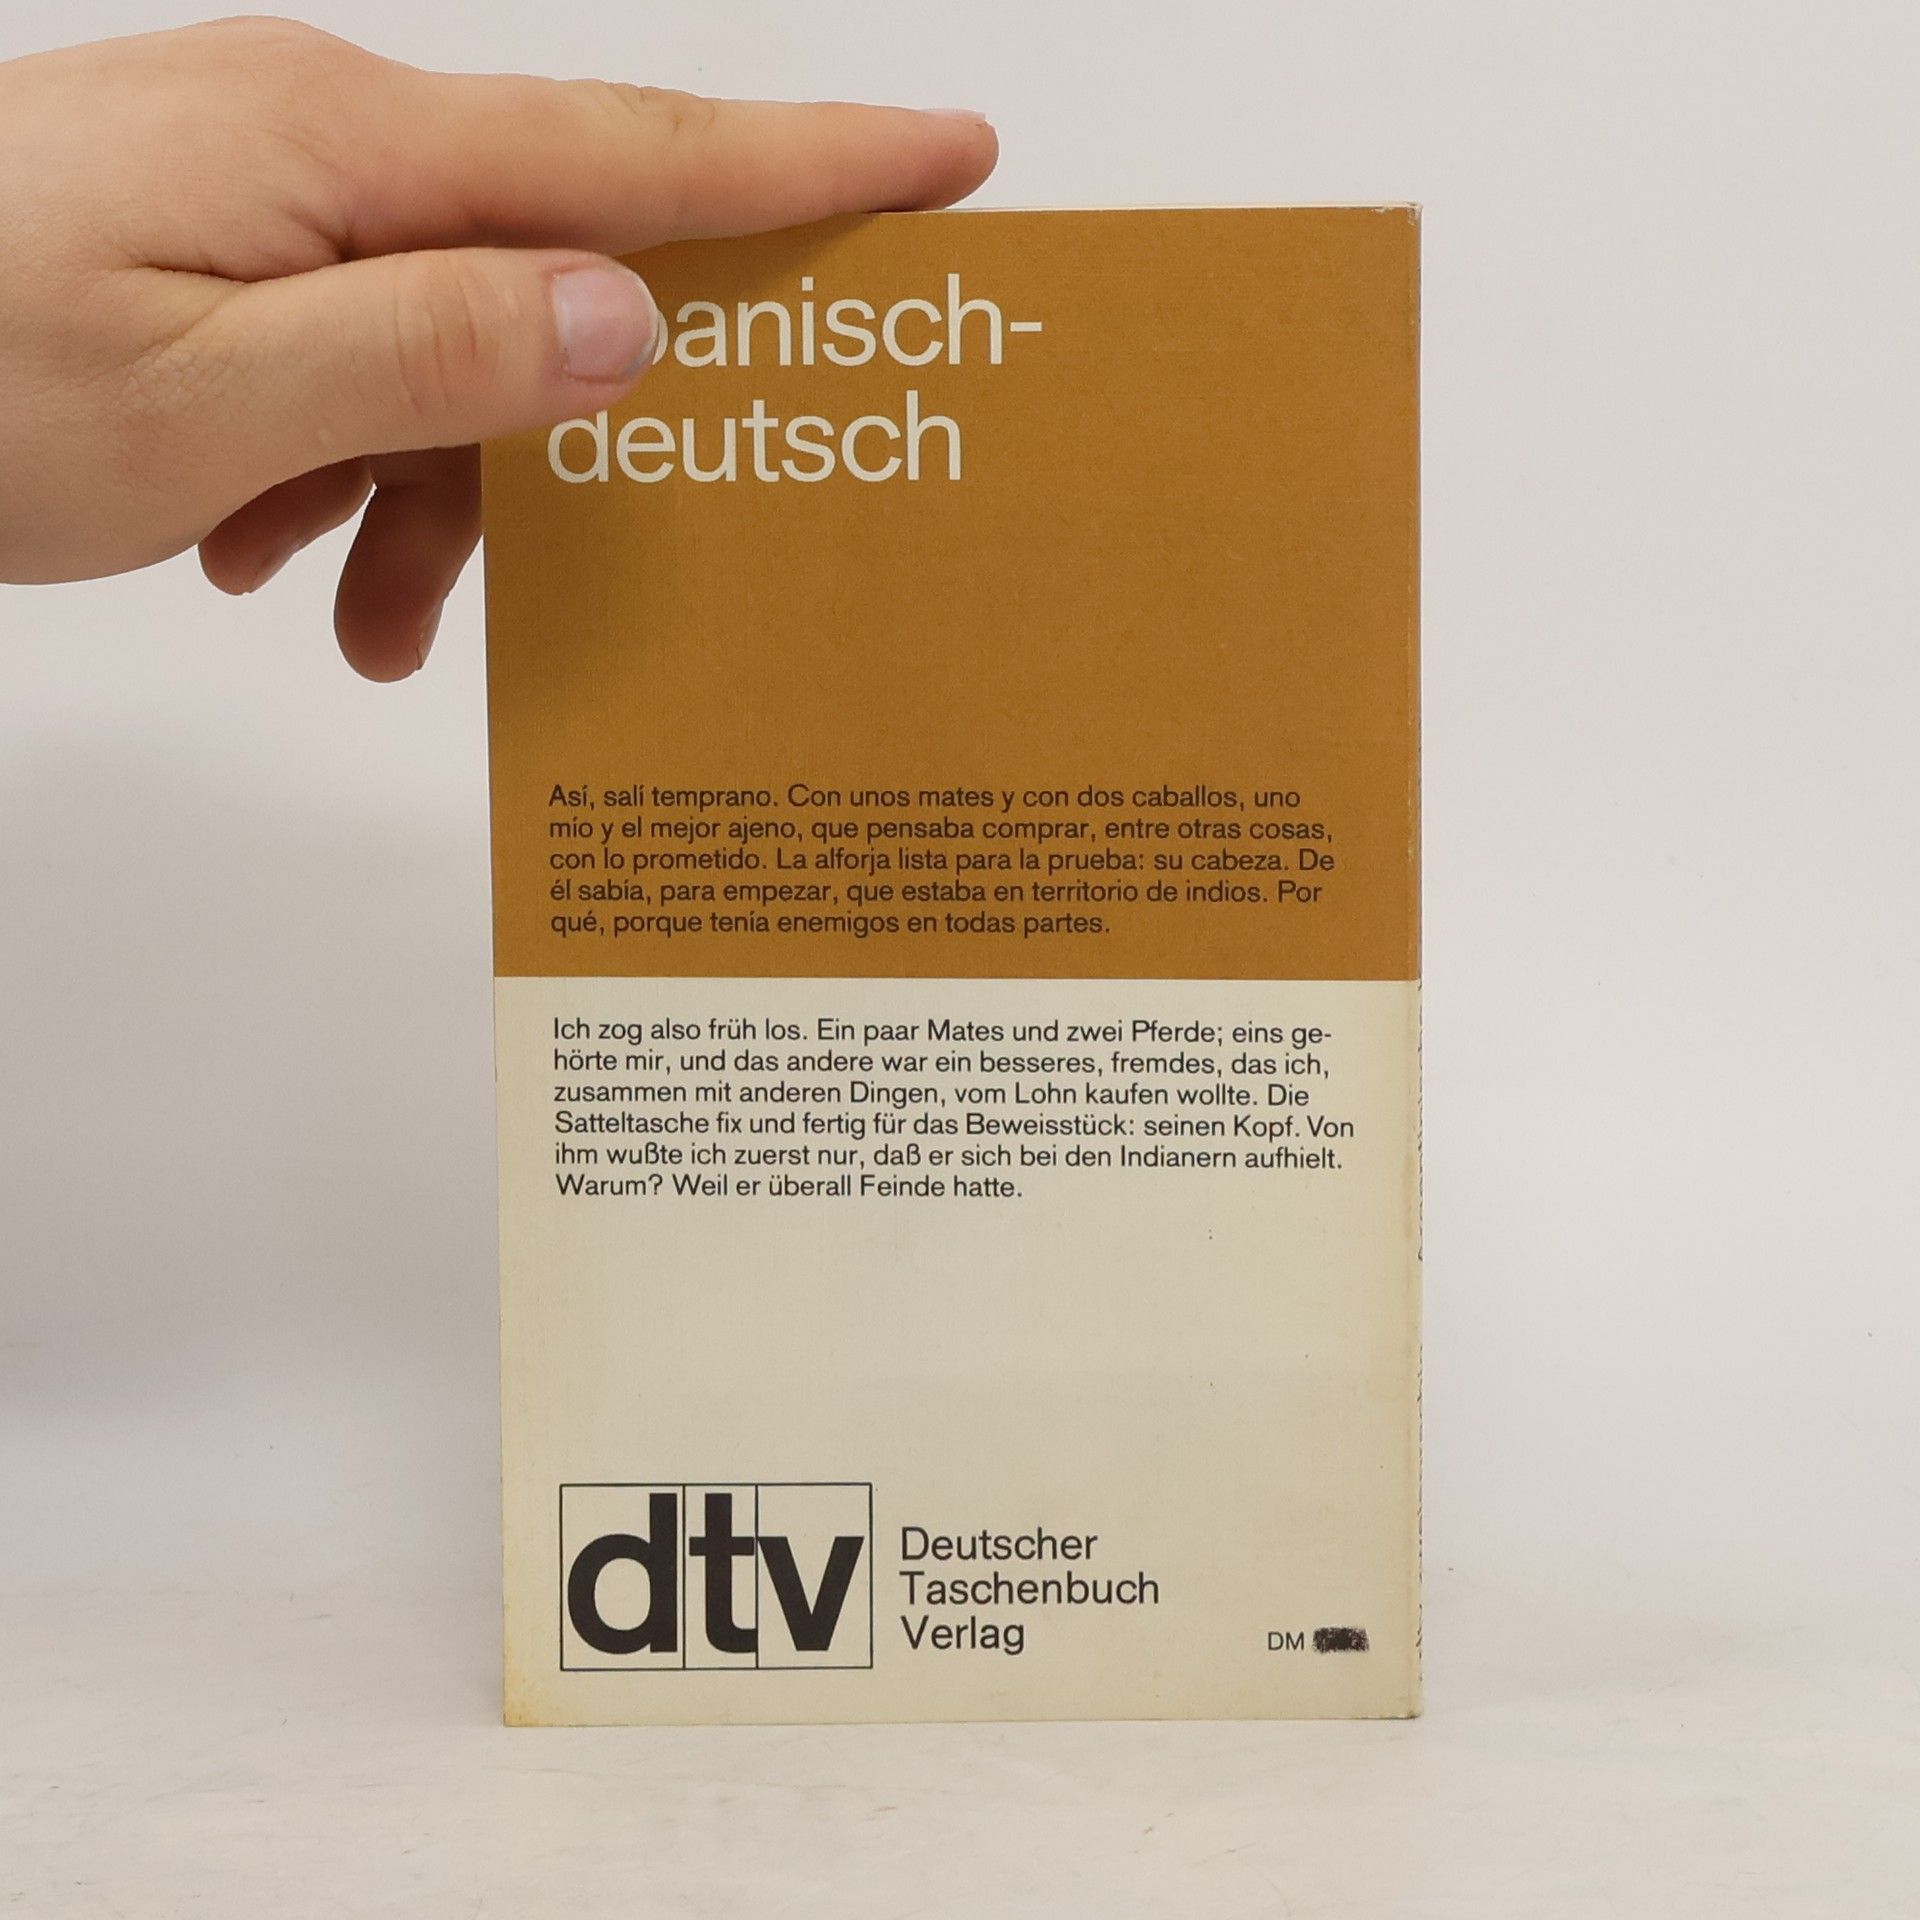 panisch-
deutsch
Así, salí temprano. Con unos mates y con dos caballos, uno
mío y el mejor ajeno, que pensaba comprar, entre otras cosas,
con lo prometido. La alforja lista para la prueba: su cabeza. De
él sabía, para empezar, que estaba en territorio de indios. Por
qué, porque tenía enemigos en todas partes.
Ich zog also früh los. Ein paar Mates und zwei Pferde; eins ge-
hörte mir, und das andere war ein besseres, fremdes, das ich,
zusammen mit anderen Dingen, vom Lohn kaufen wollte. Die
Satteltasche fix und fertig für das Beweisstück: seinen Kopf. Von
ihm wußte ich zuerst nur, daß er sich bei den Indianern aufhielt.
Warum? Weil er überall Feinde hatte.
dtv
Deutscher
Taschenbuch
Verlag
DM